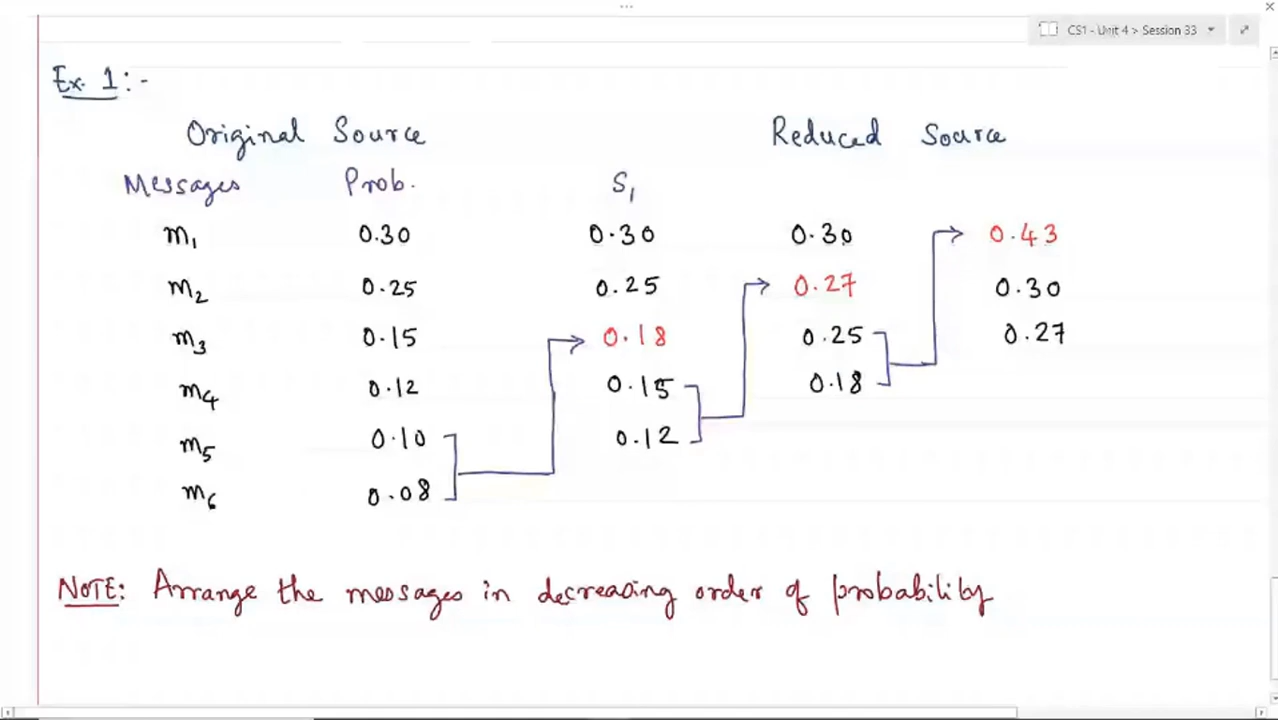 CS1 - Unit 4 > Session 33
Ex. 1:-
Original Source Reduced Source
Messages Prob. S1
m1 0.30 0.30 0.30 0.43
m2 0.25 0.25 0.27 0.30
m3 0.15 0.18 0.25 0.27
m4 0.12 0.15 0.18
m5 0.10 0.12
m6 0.08
NOTE: Arrange the messages in decreasing order of probability